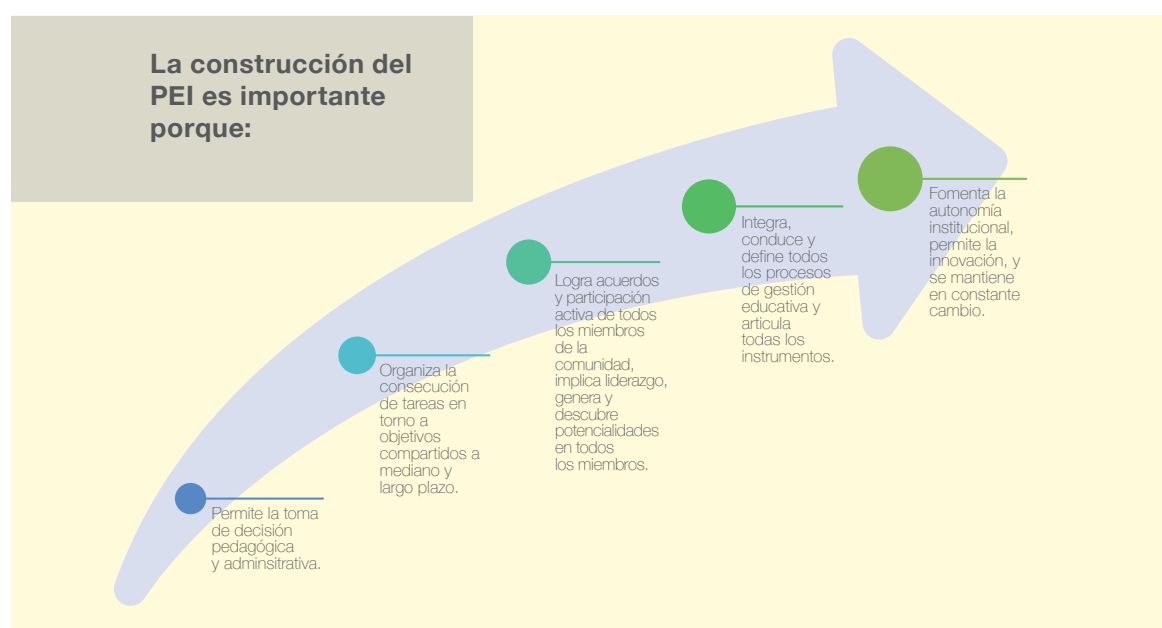 La construcción del
PEI es importante
porque:
Permite la toma
de decisión
pedagógica
y adminsitrativa.
Organiza la
consecución
de tareas en
torno a
objetivos
compartidos a
mediano y
largo plazo.
Logra acuerdos
y participación
activa de todos
los miembros
de la
comunidad,
implica liderazgo,
genera y
descubre
potencialidades
en todos
los miembros.
Integra,
conduce y
define todos
los procesos
de gestión
educativa y
articula
todas los
instrumentos.
Fomenta la
autonomía
institucional,
permite la
innovación, y
se mantiene
en constante
cambio.